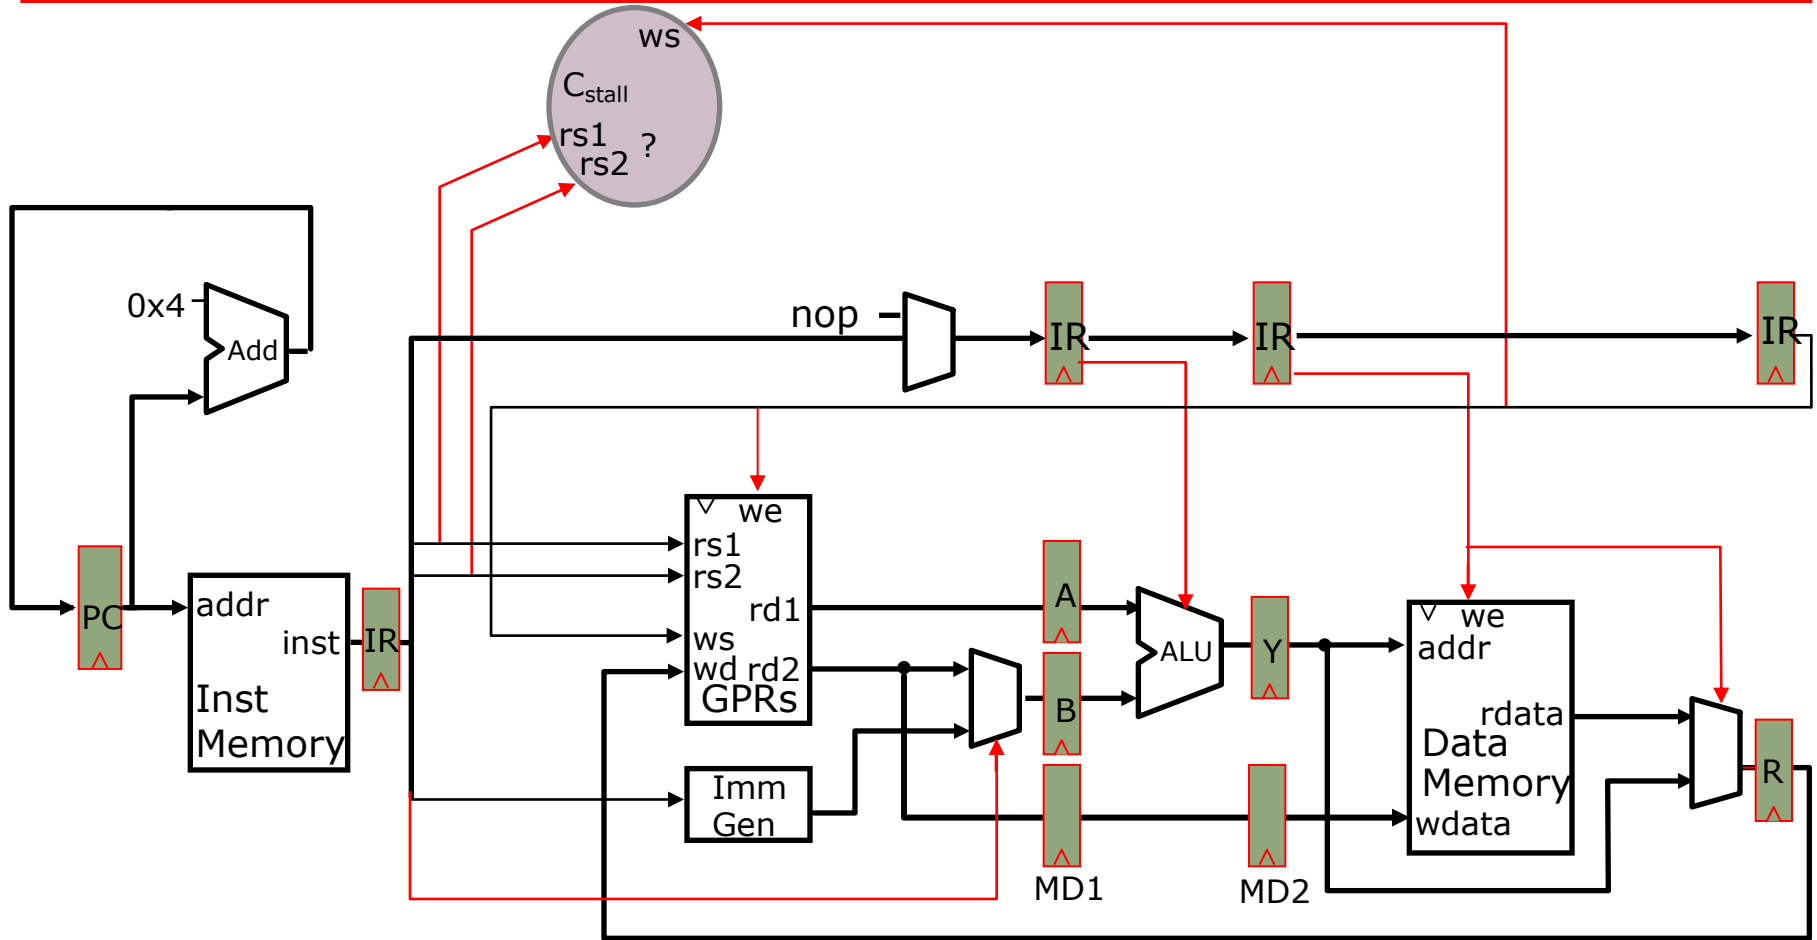 ws
Cstall
rs1
?
rs2
0x4
Add
nop
IR
IR
IR
we
rs1
rs2
rd1
ws
wd rd2
GPRs
PC
addr
inst
Inst
Memory
IR
A
B
ALU
Y
we
addr
rdata
Data
Memory
wdata
R
Imm
Gen
MD1
MD2